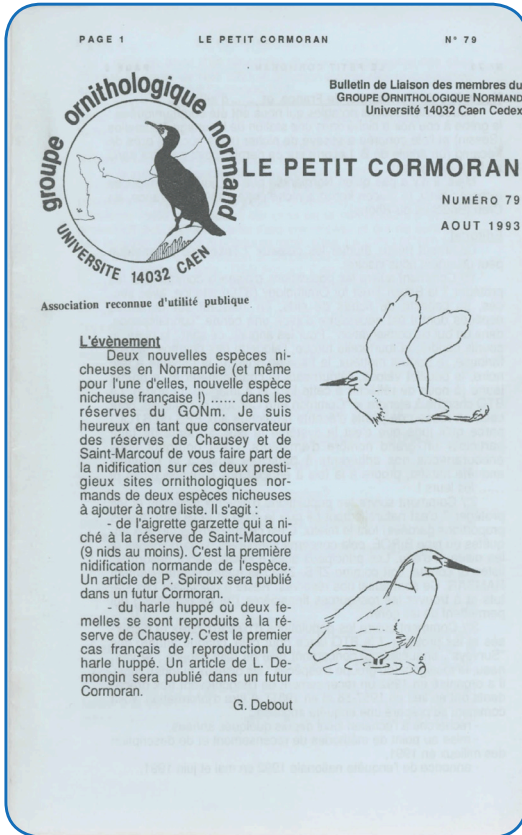 PAGE 1 LE PETIT CORMORAN N° 79
groupe ornithologique normand
UNIVERSITE 14032 CAEN
Bulletin de Liaison des membres du
GROUPE ORNITHOLOGIQUE NORMAND
Université 14032 Caen Cedex
LE PETIT CORMORAN
NUMÉRO 79
AOUT 1993
Association reconnue d'utilité publique
L'évènement
Deux nouvelles espèces ni-
cheuses en Normandie (et même
pour l'une d'elles, nouvelle espèce
nicheuse française !) ...... dans les
réserves du GONm. Je suis
heureux en tant que conservateur
des réserves de Chausey et de
Saint-Marcouf de vous faire part de
la nidification sur ces deux presti-
gieux sites ornithologiques nor-
mands de deux espèces nicheuses
à ajouter à notre liste. Il s'agit :
- de l'aigrette garzette qui a ni-
ché à la réserve de Saint-Marcouf
(9 nids au moins). C'est la première
nidification normande de l'espèce.
Un article de P. Spiroux sera publié
dans un futur Cormoran.
- du harle huppé où deux fe-
melles se sont reproduits à la ré-
serve de Chausey. C'est le premier
cas français de reproduction du
harle huppé. Un article de L. De-
mongin sera publié dans un futur
Cormoran.
G. Debout